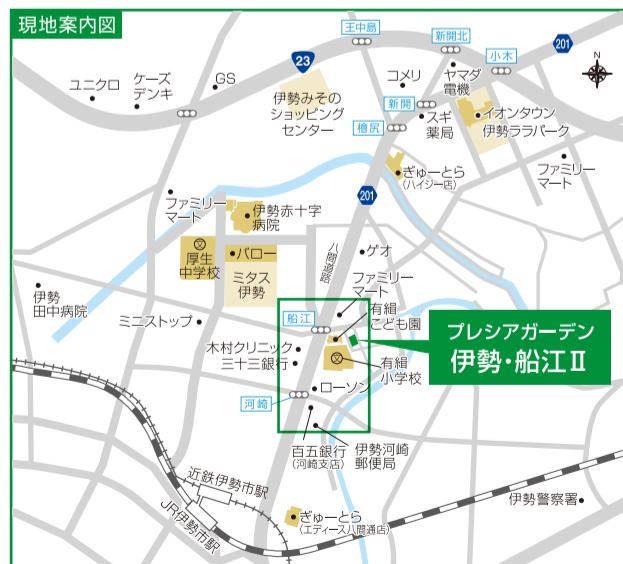 現地案内図
王中島
新開北
小木
201
23
N
ユニクロ
ケーズ
デンキ
GS
伊勢みその
ショッピング
センター
コメリ
ヤマダ
電機
新開
スギ
薬局
檜尻
イオンタウン
伊勢ララパーク
ファミリー
マート
ぎゅーとら
(ハイジー店)
201
ファミリー
マート
伊勢赤十字
病院
八間道路
厚生
中学校
バロー
ミタス
伊勢
ゲオ
ファミリー
マート
伊勢
田中病院
ミニストップ
船江
有緝
こども園
プレシアガーデン
伊勢・船江Ⅱ
木村クリニック
三十三銀行
有緝
小学校
ローソン
河崎
百五銀行
(河崎支店)
伊勢河崎
郵便局
近鉄伊勢市駅
JR伊勢市駅
ぎゅーとら
(エディース八間通店)
伊勢警察署